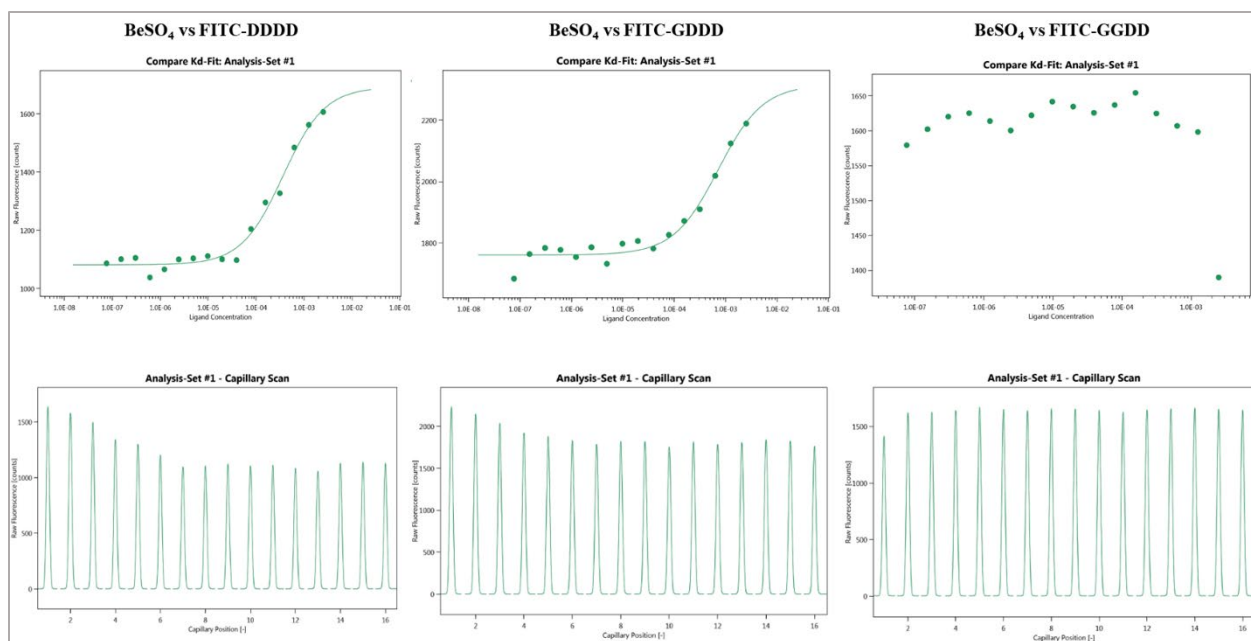 BeSO₄ vs FITC-DDDD
BeSO₄ vs FITC-GDDD
BeSO₄ vs FITC-GGDD
Compare Kd-Fit: Analysis-Set #1
Raw Fluorescence [counts]
1600
1400
1200
1000
1.0E-08 1.0E-07 1.0E-06 1.0E-05 1.0E-04 1.0E-03 1.0E-02 1.0E-01
Ligand Concentration
Compare Kd-Fit: Analysis-Set #1
Raw Fluorescence [counts]
2200
2000
1800
1600
1.0E-08 1.0E-07 1.0E-06 1.0E-05 1.0E-04 1.0E-03 1.0E-02 1.0E-01
Ligand Concentration
Compare Kd-Fit: Analysis-Set #1
Raw Fluorescence [counts]
1650
1600
1550
1500
1450
1400
1.0E-07 1.0E-06 1.0E-05 1.0E-04 1.0E-03
Ligand Concentration
Analysis-Set #1 - Capillary Scan
Raw Fluorescence [counts]
1500
1000
500
0
2 4 6 8 10 12 14 16
Capillary Position [-]
Analysis-Set #1 - Capillary Scan
Raw Fluorescence [counts]
2000
1500
1000
500
0
2 4 6 8 10 12 14 16
Capillary Position [-]
Analysis-Set #1 - Capillary Scan
Raw Fluorescence [counts]
1500
1000
500
0
2 4 6 8 10 12 14 16
Capillary Position [-]